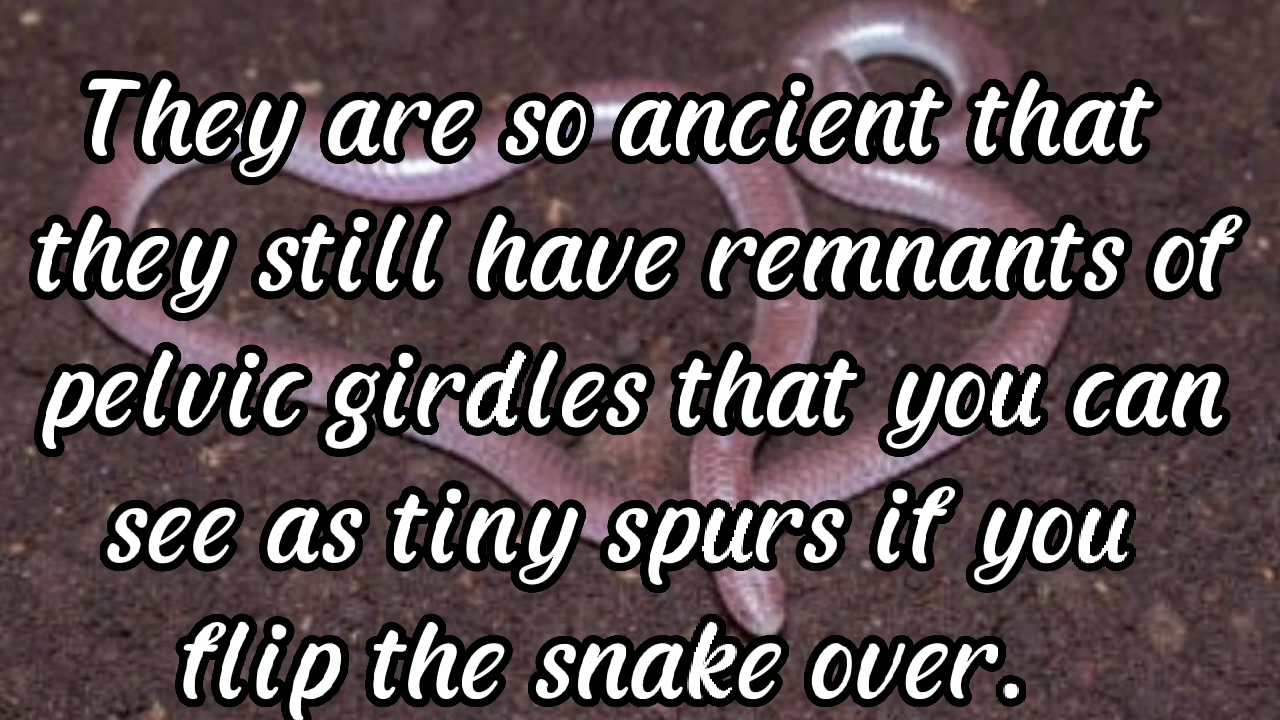 They are so ancient that
they still have remnants of
pelvic girdles that you can
see as tiny spurs if you
flip the snake over.